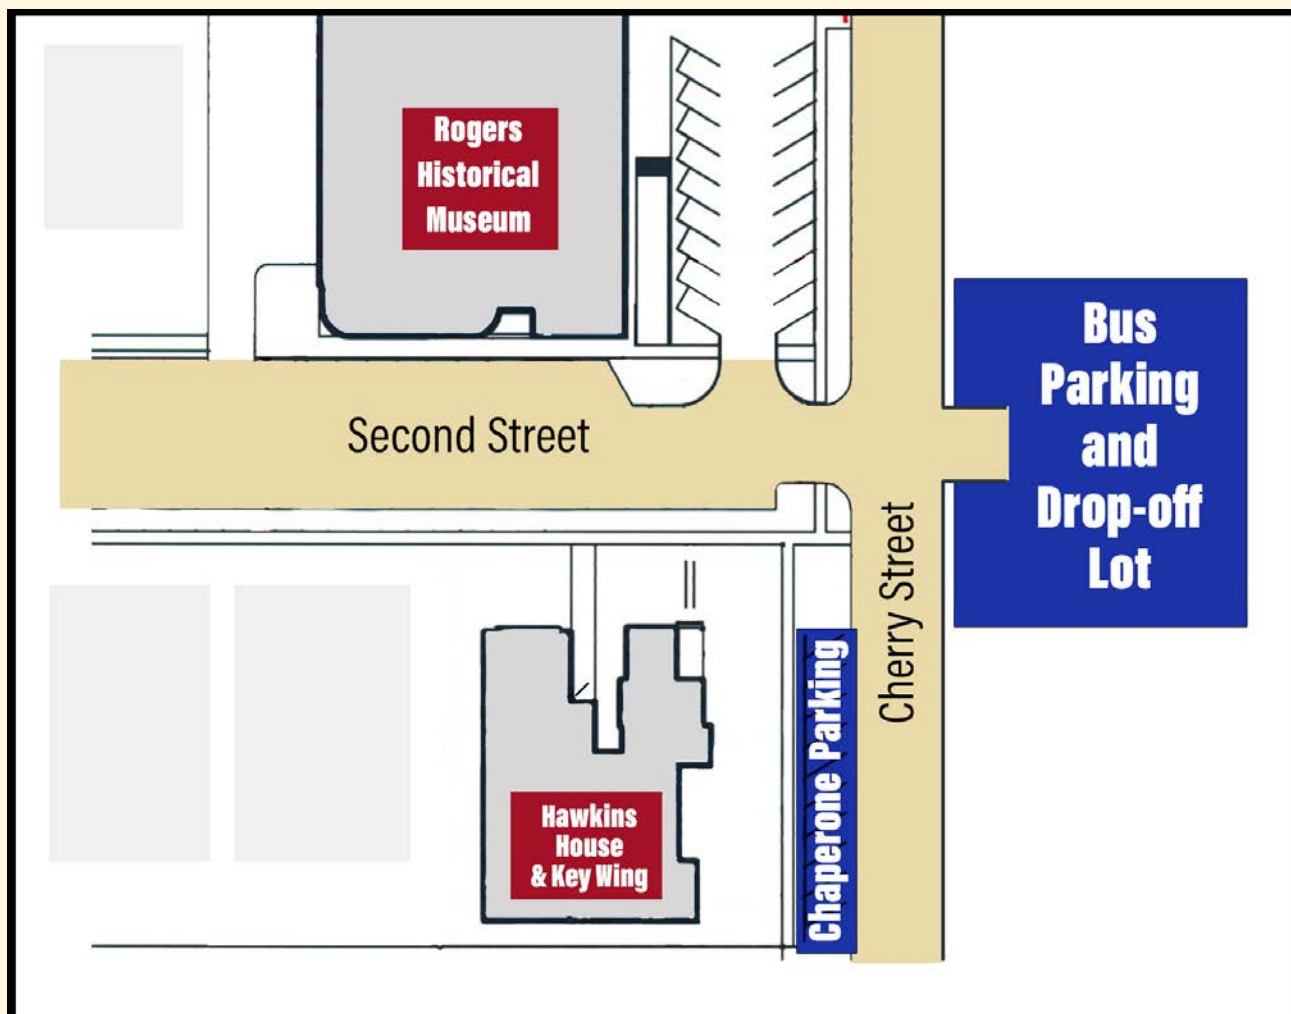 Rogers
Historical
Museum
Bus
Parking
and
Drop-off
Lot
Second Street
Cherry Street
Chaperone Parking
Hawkins
House
& Key Wing